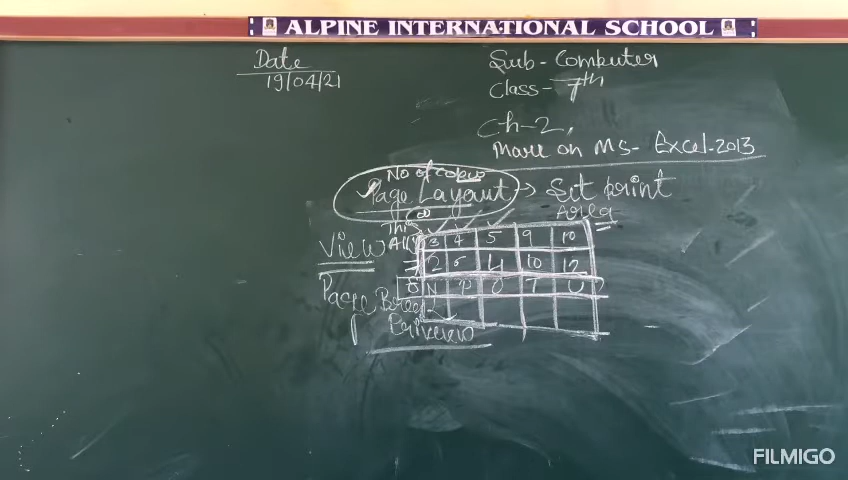 ALPINE INTERNATIONAL SCHOOL
Date
19/04/21
Sub- Computer
Class- 7th
Ch-2,
More on MS- Excel-2013
No of copies
Page Layout → Set print
Area
View
3 4 5 9 10
2 6 4 10 12
Page Break
Priview
FILMIGO